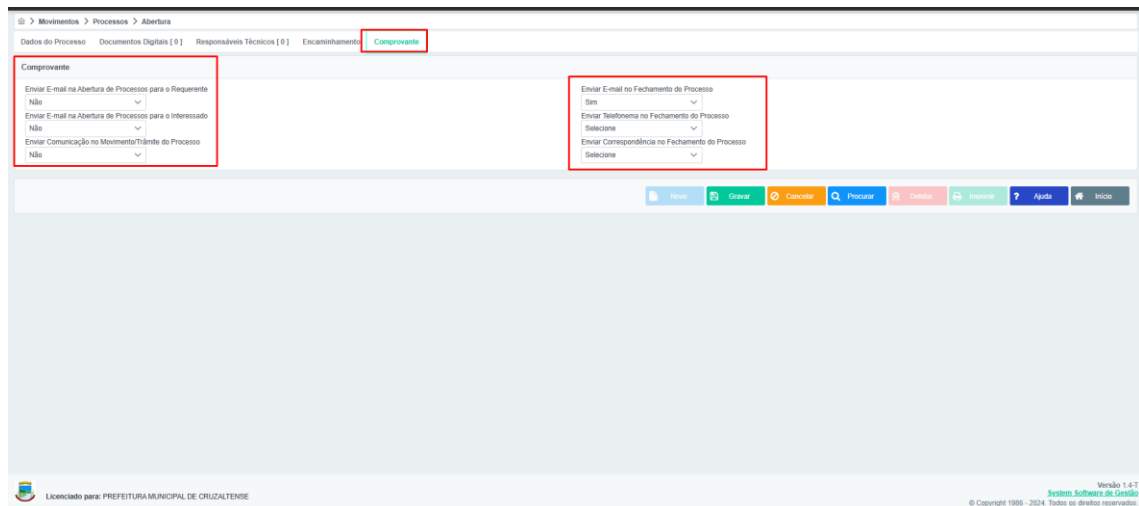 Movimentos > Processos > Abertura
Dados do Processo Documentos Digitais [ 0 ] Responsáveis Técnicos [ 0 ] Encaminhamento Comprovante
Comprovante
Enviar E-mail na Abertura de Processos para o Requerente
Não
Enviar E-mail na Abertura de Processos para o Interessado
Não
Enviar Comunicação no Movimento/Trâmite do Processo
Não
Enviar E-mail no Fechamento do Processo
Sim
Enviar Telefonema no Fechamento do Processo
Selecione
Enviar Correspondência no Fechamento do Processo
Selecione
Novo Gravar Cancelar Procurar Deletar Imprimir ? Ajuda Início
Licenciado para: PREFEITURA MUNICIPAL DE CRUZALTENSE
Versão 1.4-T
System Software de Gestão
© Copyright 1986 - 2024. Todos os direitos reservados.